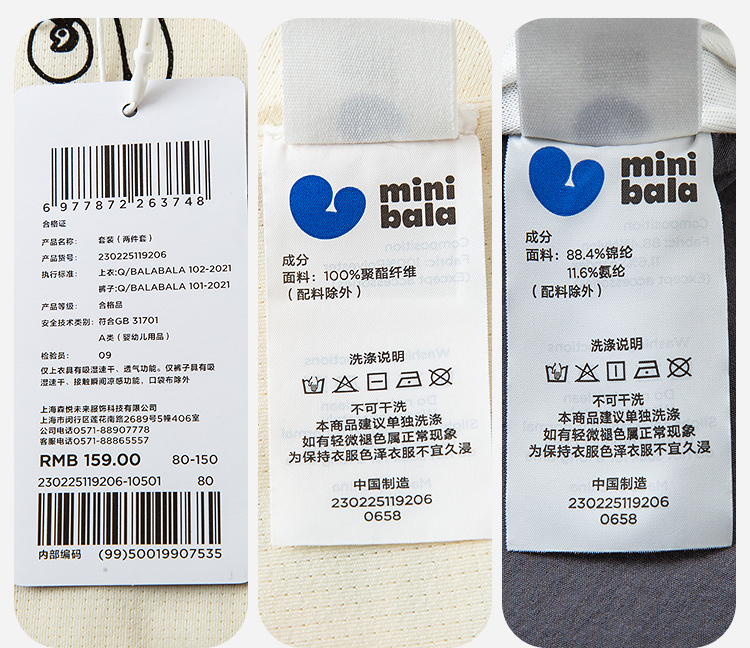 9
6 977872 263748
合格证
产品名称: 套装（两件套）
产品货号: 230225119206
执行标准: 上衣:Q/BALABALA 102-2021
裤子:Q/BALABALA 101-2021
产品等级: 合格品
安全技术类别: 符合GB 31701
A类（婴幼儿用品）
检验员: 09
仅上衣具有吸湿速干、透气功能。仅裤子具有吸
湿速干、接触瞬间凉感功能，口袋布除外
上海森悦未来服饰科技有限公司
上海市闵行区莲花南路2689号5幢406室
公司电话0571-88907778
客服电话0571-88865557
RMB 159.00 80-150
230225119206-10501 80
内部编码 (99)50019907535
mini
bala
成分
面料: 100%聚酯纤维
（配料除外）
洗涤说明
不可干洗
本商品建议单独洗涤
如有轻微褪色属正常现象
为保持衣服色泽衣服不宜久浸
中国制造
230225119206
0658
mini
bala
成分
面料: 88.4%锦纶
11.6%氨纶
（配料除外）
洗涤说明
不可干洗
本商品建议单独洗涤
如有轻微褪色属正常现象
为保持衣服色泽衣服不宜久浸
中国制造
230225119206
0658